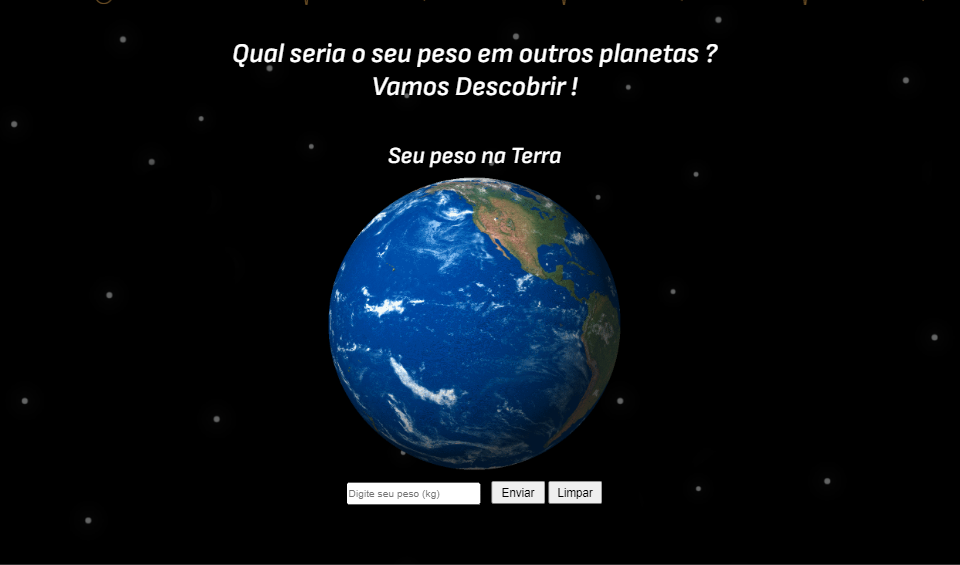 Qual seria o seu peso em outros planetas ?
Vamos Descobrir !
Seu peso na Terra
Digite seu peso (kg)
Enviar
Limpar